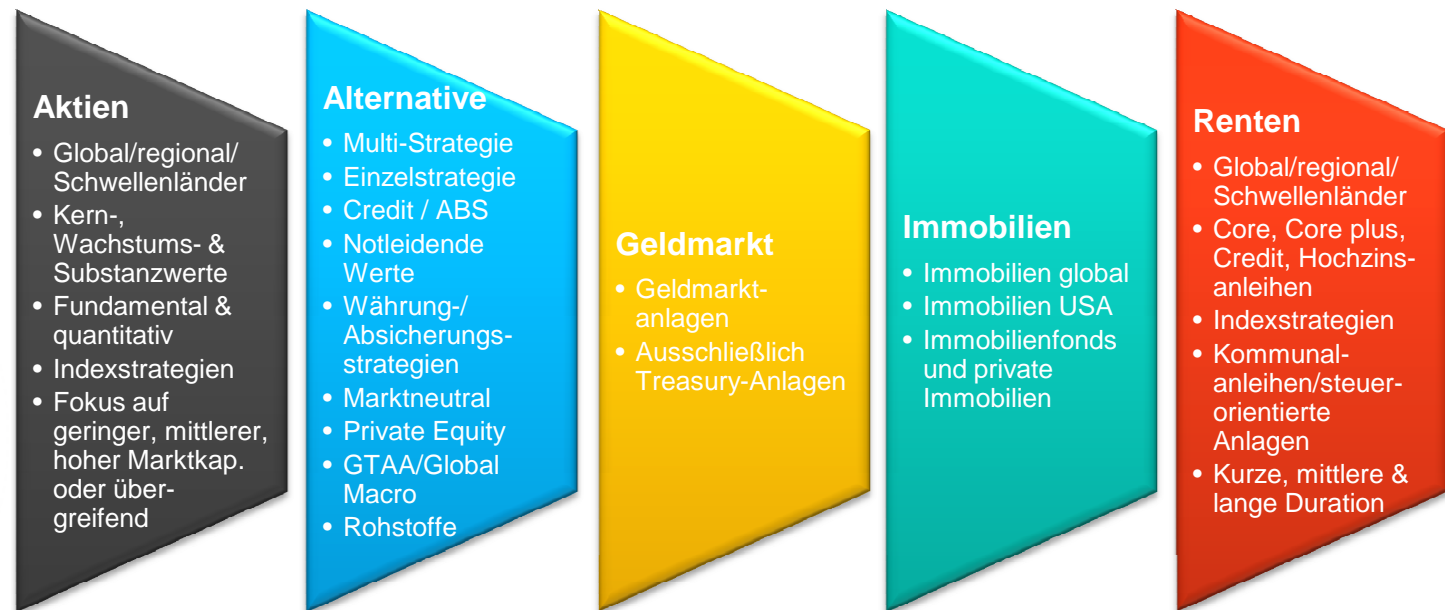 Aktien
• Global/regional/
Schwellenländer
• Kern-,
Wachstums- &
Substanzwerte
• Fundamental &
quantitativ
• Indexstrategien
• Fokus auf
geringer, mittlerer,
hoher Marktkap.
oder über-
greifend
Alternative
• Multi-Strategie
• Einzelstrategie
• Credit / ABS
• Notleidende
Werte
• Währung-/
Absicherungs-
strategien
• Marktneutral
• Private Equity
• GTAA/Global
Macro
• Rohstoffe
Geldmarkt
• Geldmarkt-
anlagen
• Ausschließlich
Treasury-Anlagen
Immobilien
• Immobilien global
• Immobilien USA
• Immobilienfonds
und private
Immobilien
Renten
• Global/regional/
Schwellenländer
• Core, Core plus,
Credit, Hochzins-
anleihen
• Indexstrategien
• Kommunal-
anleihen/steuer-
orientierte
Anlagen
• Kurze, mittlere &
lange Duration